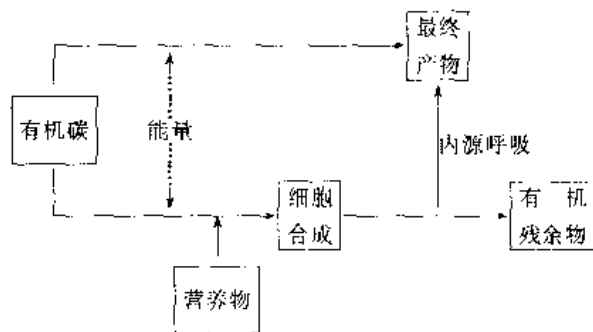 最终
产物
有机碳
能量
内源呼吸
细胞
合成
有 机
残余物
营养物